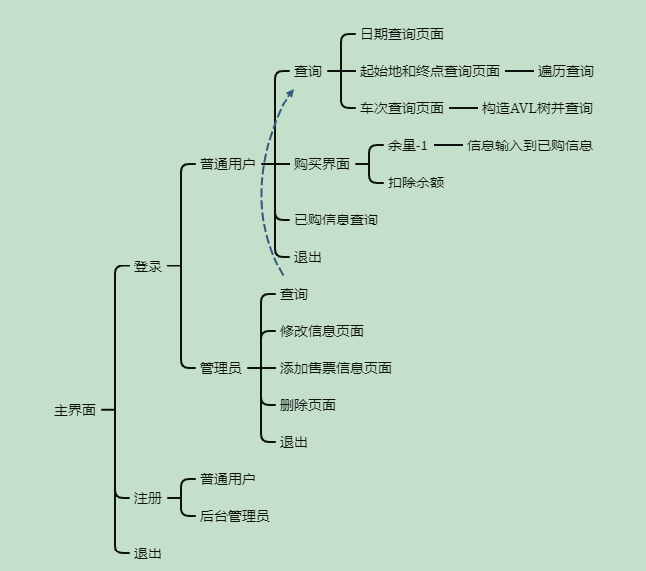 主界面
登录
普通用户
查询
日期查询页面
起始地和终点查询页面
遍历查询
车次查询页面
构造AVL树并查询
购买界面
余量-1
信息输入到已购信息
扣除余额
已购信息查询
退出
管理员
查询
修改信息页面
添加售票信息页面
删除页面
退出
注册
普通用户
后台管理员
退出